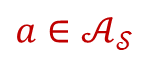 𝑎 ∈ 𝒜_𝒮